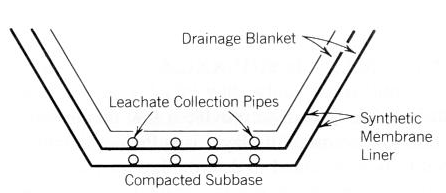 Drainage Blanket
Leachate Collection Pipes
Synthetic
Membrane
Liner
Compacted Subbase